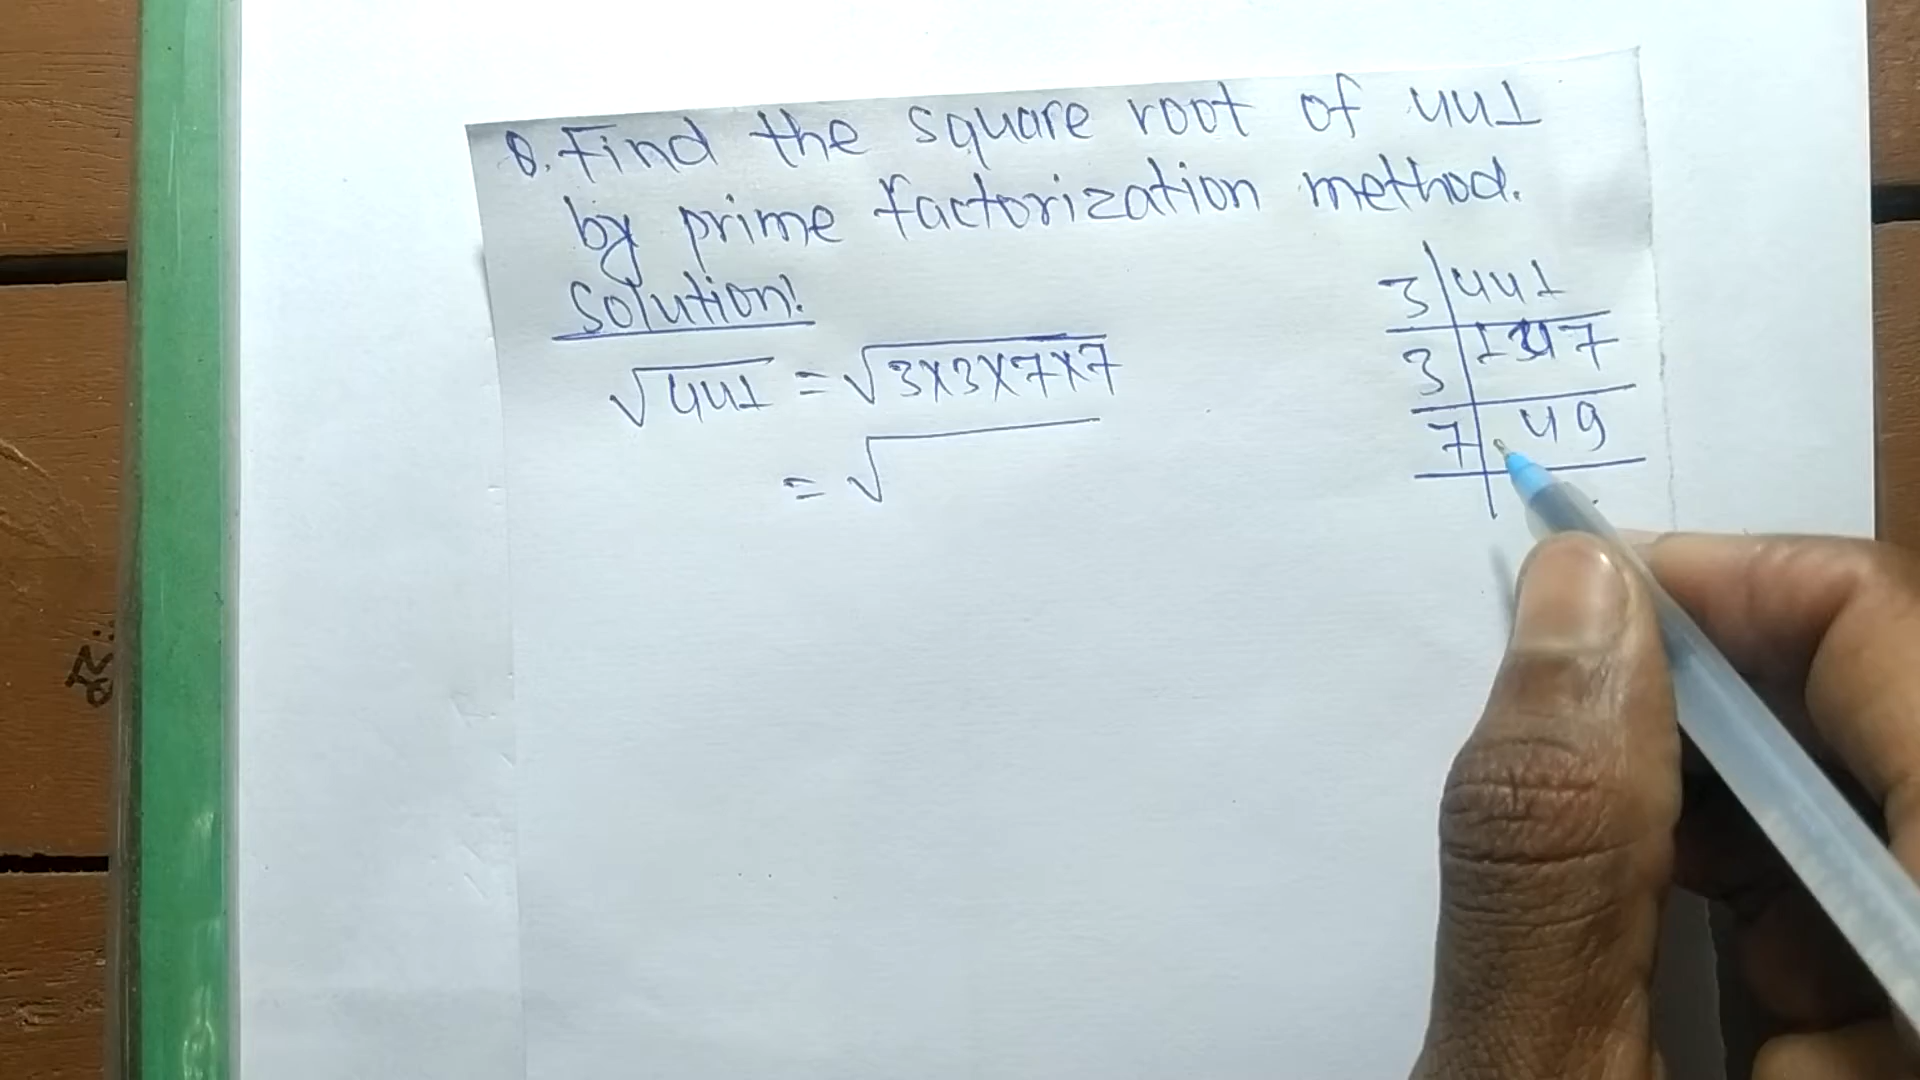 Q. Find the square root of 441
by prime factorization method.
Solution:
√441 = √3×3×7×7
= √
3 | 441
3 | 147
7 | 49